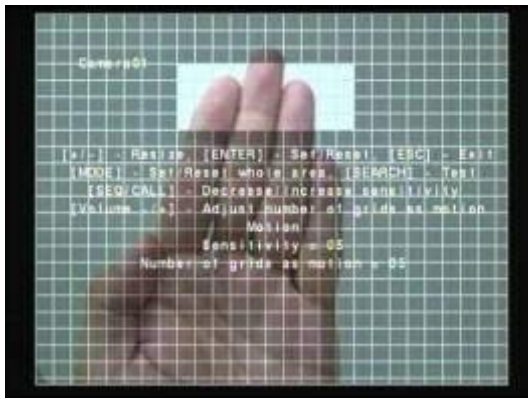 Camera01
[+/-] - Resize, [ENTER] - Set/Reset, [ESC] - Exit
[MODE] - Set/Reset whole area, [SEARCH] - Test
[SEQ/CALL] - Decrease/Increase sensitivity
[Volume -/+] - Adjust number of grids as motion
Motion
Sensitivity = 05
Number of grids as motion = 05